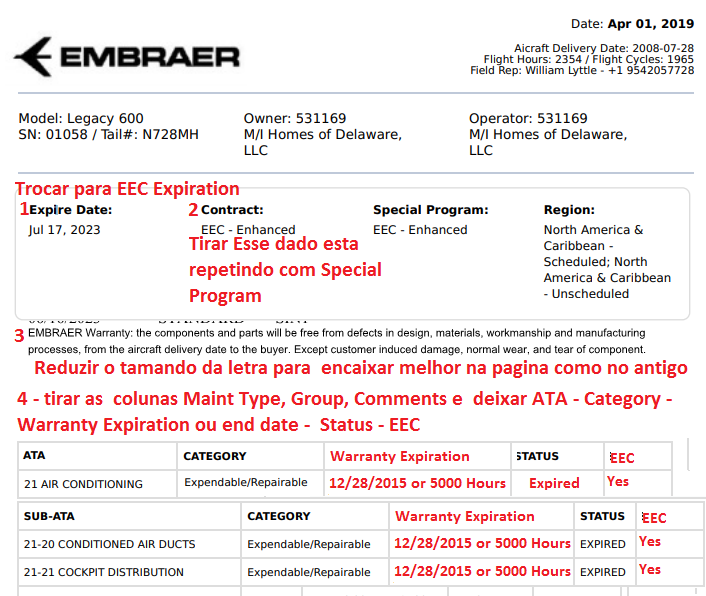 Date: Apr 01, 2019
EMBRAER
Aicraft Delivery Date: 2008-07-28
Flight Hours: 2354 / Flight Cycles: 1965
Field Rep: William Lyttle - +1 9542057728
Model: Legacy 600
SN: 01058 / Tail#: N728MH
Owner: 531169
M/I Homes of Delaware,
LLC
Operator: 531169
M/I Homes of Delaware,
LLC
Trocar para EEC Expiration
1 Expire Date:
Jul 17, 2023
2 Contract:
EEC - Enhanced
Tirar Esse dado esta
repetindo com Special
Program
Special Program:
EEC - Enhanced
Region:
North America &
Caribbean -
Scheduled; North
America & Caribbean
- Unscheduled
3 EMBRAER Warranty: the components and parts will be free from defects in design, materials, workmanship and manufacturing
processes, from the aircraft delivery date to the buyer. Except customer induced damage, normal wear, and tear of component.
Reduzir o tamando da letra para encaixar melhor na pagina como no antigo
4 - tirar as colunas Maint Type, Group, Comments e deixar ATA - Category -
Warranty Expiration ou end date - Status - EEC
ATA CATEGORY Warranty Expiration STATUS EEC
21 AIR CONDITIONING Expendable/Repairable 12/28/2015 or 5000 Hours Expired Yes
SUB-ATA CATEGORY Warranty Expiration STATUS EEC
21-20 CONDITIONED AIR DUCTS Expendable/Repairable 12/28/2015 or 5000 Hours EXPIRED Yes
21-21 COCKPIT DISTRIBUTION Expendable/Repairable 12/28/2015 or 5000 Hours EXPIRED Yes